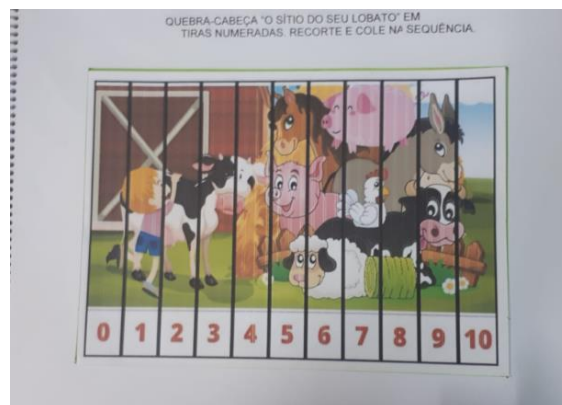 QUEBRA-CABEÇA "O SÍTIO DO SEU LOBATO" EM
TIRAS NUMERADAS. RECORTE E COLE NA SEQUÊNCIA.
0 1 2 3 4 5 6 7 8 9 10